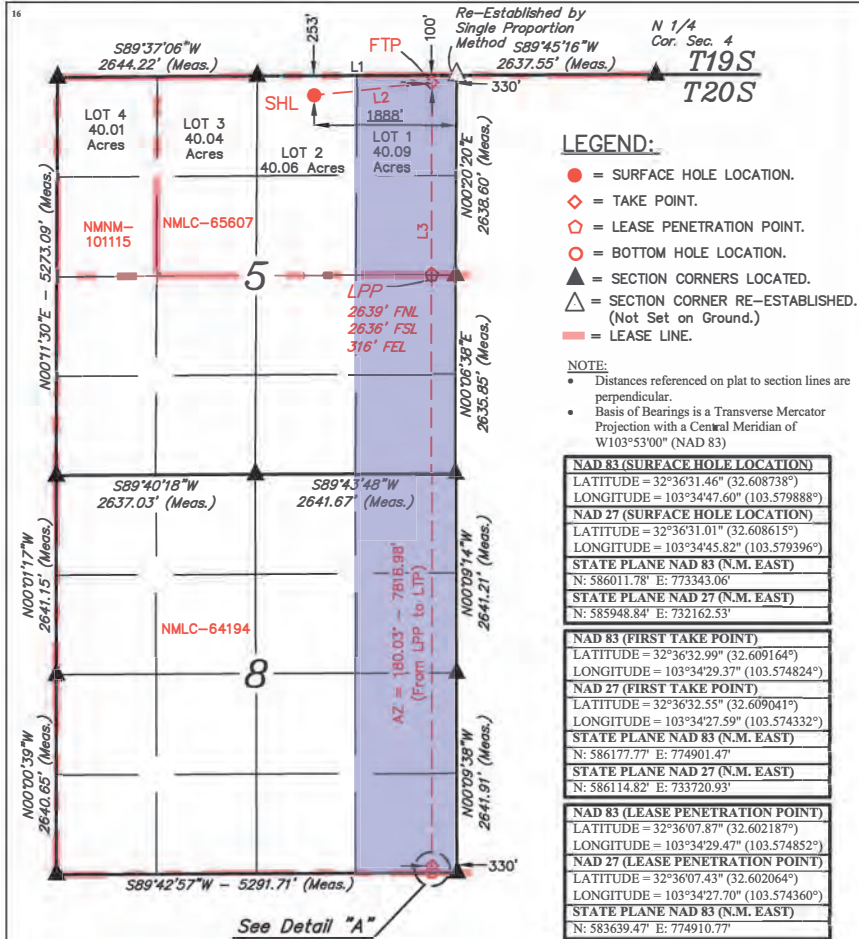 16
S89°37'06"W
2644.22' (Meas.)
253'
L1
FTP
100'
Re-Established by
Single Proportion
Method
S89°45'16"W
2637.55' (Meas.)
N 1/4
Cor. Sec. 4
T19S
T20S
330'
SHL
L2
1888'
LOT 4
40.01
Acres
LOT 3
40.04
Acres
LOT 2
40.06 Acres
LOT 1
40.09
Acres
N00°20'20"E
2638.60' (Meas.)
L3
NMNM-
101115
NMLC-65607
5
LPP
2639' FNL
2636' FSL
316' FEL
N00°11'30"E - 5273.09' (Meas.)
N00°06'38"E
2635.85' (Meas.)
S89°40'18"W
2637.03' (Meas.)
S89°43'48"W
2641.67' (Meas.)
N00°01'17"W
2641.15' (Meas.)
N00°09'14"W
2641.21' (Meas.)
NMLC-64194
8
AZ = 180.03° - 7816.98'
(From LPP to LTP)
N00°00'39"W
2640.65' (Meas.)
N00°09'38"W
2641.91' (Meas.)
330'
S89°42'57"W - 5291.71' (Meas.)
See Detail "A"
LEGEND:
= SURFACE HOLE LOCATION.
= TAKE POINT.
= LEASE PENETRATION POINT.
= BOTTOM HOLE LOCATION.
= SECTION CORNERS LOCATED.
= SECTION CORNER RE-ESTABLISHED.
(Not Set on Ground.)
= LEASE LINE.
NOTE:
• Distances referenced on plat to section lines are
perpendicular.
• Basis of Bearings is a Transverse Mercator
Projection with a Central Meridian of
W103°53'00" (NAD 83)
NAD 83 (SURFACE HOLE LOCATION)
LATITUDE = 32°36'31.46" (32.608738°)
LONGITUDE = 103°34'47.60" (103.579888°)
NAD 27 (SURFACE HOLE LOCATION)
LATITUDE = 32°36'31.01" (32.608615°)
LONGITUDE = 103°34'45.82" (103.579396°)
STATE PLANE NAD 83 (N.M. EAST)
N: 586011.78' E: 773343.06'
STATE PLANE NAD 27 (N.M. EAST)
N: 585948.84' E: 732162.53'
NAD 83 (FIRST TAKE POINT)
LATITUDE = 32°36'32.99" (32.609164°)
LONGITUDE = 103°34'29.37" (103.574824°)
NAD 27 (FIRST TAKE POINT)
LATITUDE = 32°36'32.55" (32.609041°)
LONGITUDE = 103°34'27.59" (103.574332°)
STATE PLANE NAD 83 (N.M. EAST)
N: 586177.77' E: 774901.47'
STATE PLANE NAD 27 (N.M. EAST)
N: 586114.82' E: 733720.93'
NAD 83 (LEASE PENETRATION POINT)
LATITUDE = 32°36'07.87" (32.602187°)
LONGITUDE = 103°34'29.47" (103.574852°)
NAD 27 (LEASE PENETRATION POINT)
LATITUDE = 32°36'07.43" (32.602064°)
LONGITUDE = 103°34'27.70" (103.574360°)
STATE PLANE NAD 83 (N.M. EAST)
N: 583639.47' E: 774910.77'